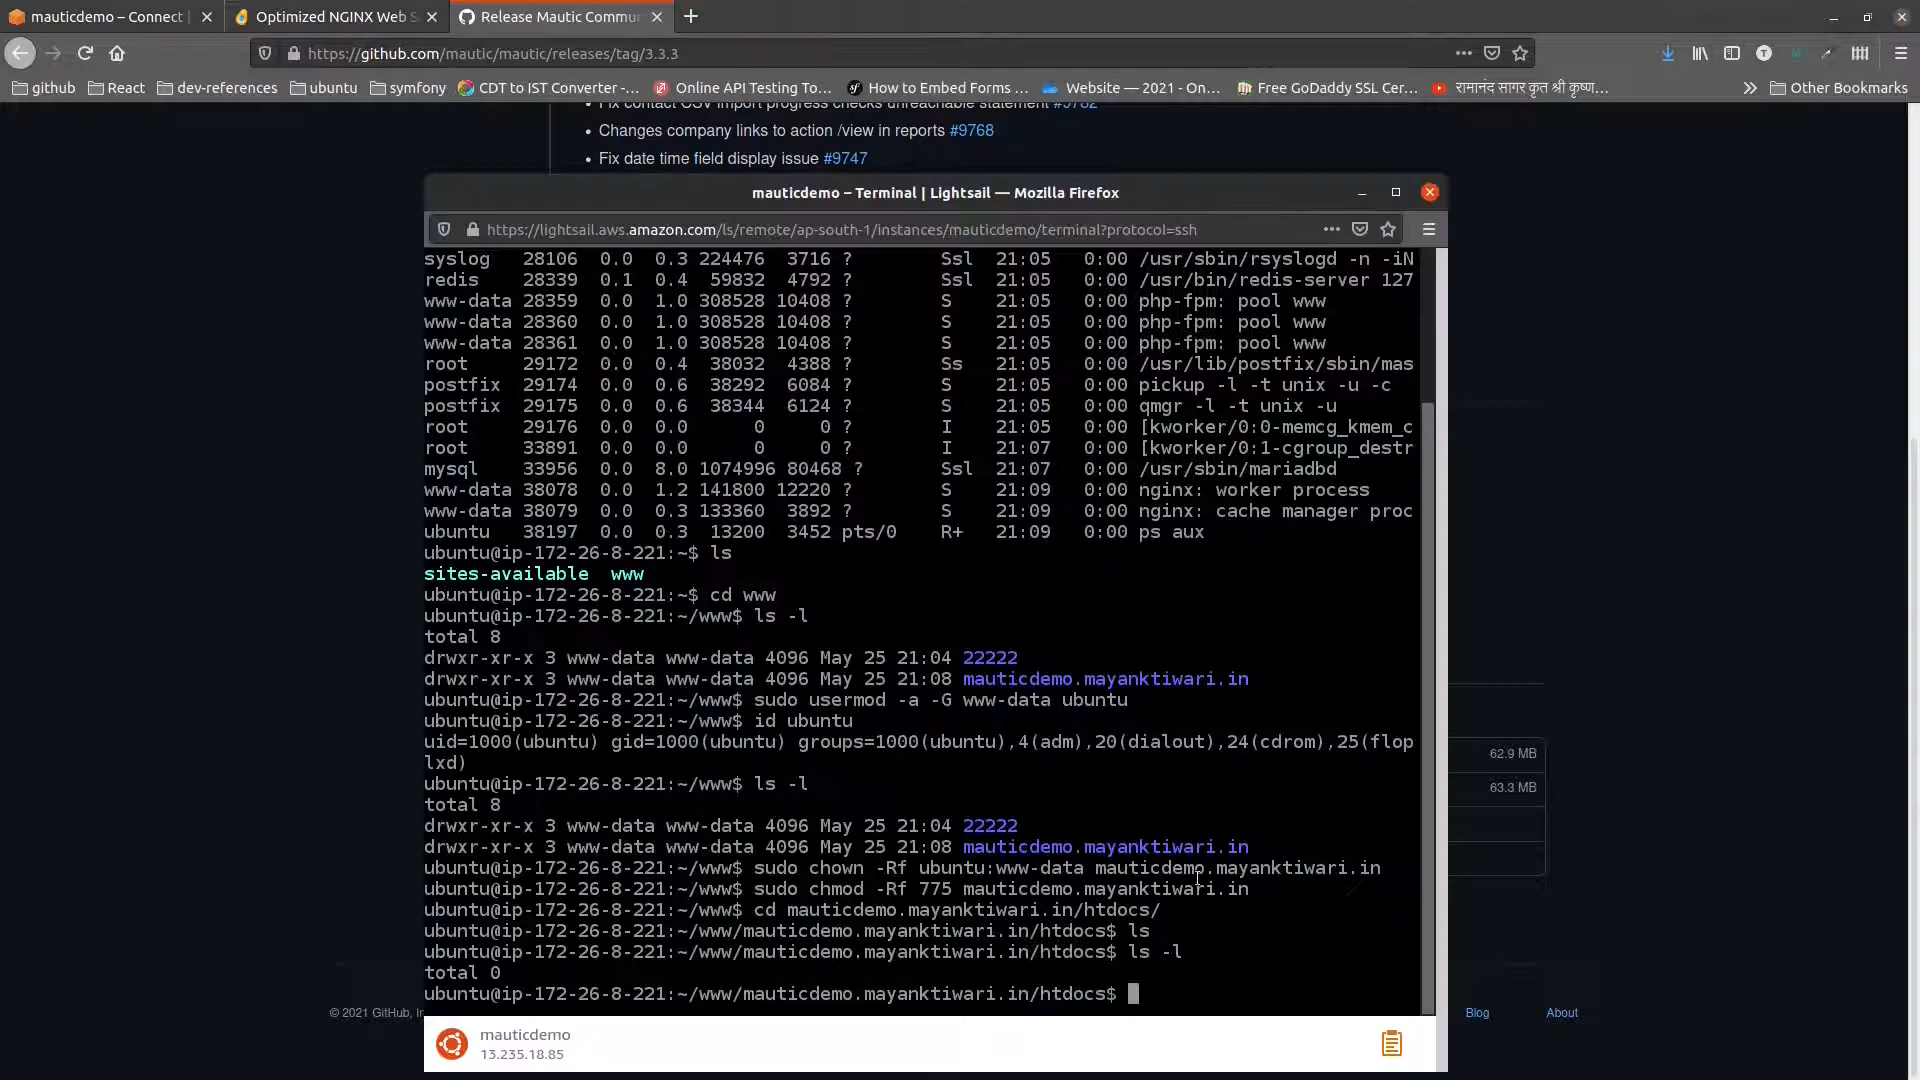 mauticdemo – Connect |
Optimized NGINX Web S
Release Mautic Commun
https://github.com/mautic/mautic/releases/tag/3.3.3
github
React
dev-references
ubuntu
symfony
CDT to IST Converter -...
Online API Testing To...
How to Embed Forms ...
Website — 2021 - On...
Free GoDaddy SSL Cer...
रामानंद सागर कृत श्री कृष्ण...
Other Bookmarks
Fix contact CSV import progress checks unreachable statement #9782
• Changes company links to action /view in reports #9768
• Fix date time field display issue #9747
mauticdemo – Terminal | Lightsail — Mozilla Firefox
https://lightsail.aws.amazon.com/ls/remote/ap-south-1/instances/mauticdemo/terminal?protocol=ssh
syslog 28106 0.0 0.3 224476 3716 ? Ssl 21:05 0:00 /usr/sbin/rsyslogd -n -iN
redis 28339 0.1 0.4 59832 4792 ? Ssl 21:05 0:00 /usr/bin/redis-server 127
www-data 28359 0.0 1.0 308528 10408 ? S 21:05 0:00 php-fpm: pool www
www-data 28360 0.0 1.0 308528 10408 ? S 21:05 0:00 php-fpm: pool www
www-data 28361 0.0 1.0 308528 10408 ? S 21:05 0:00 php-fpm: pool www
root 29172 0.0 0.4 38032 4388 ? Ss 21:05 0:00 /usr/lib/postfix/sbin/mas
postfix 29174 0.0 0.6 38292 6084 ? S 21:05 0:00 pickup -l -t unix -u -c
postfix 29175 0.0 0.6 38344 6124 ? S 21:05 0:00 qmgr -l -t unix -u
root 29176 0.0 0.0 0 0 ? I 21:05 0:00 [kworker/0:0-memcg_kmem_c
root 33891 0.0 0.0 0 0 ? I 21:07 0:00 [kworker/0:1-cgroup_destr
mysql 33956 0.0 8.0 1074996 80468 ? Ssl 21:07 0:00 /usr/sbin/mariadbd
www-data 38078 0.0 1.2 141800 12220 ? S 21:09 0:00 nginx: worker process
www-data 38079 0.0 0.3 133360 3892 ? S 21:09 0:00 nginx: cache manager proc
ubuntu 38197 0.0 0.3 13200 3452 pts/0 R+ 21:09 0:00 ps aux
ubuntu@ip-172-26-8-221:~$ ls
sites-available www
ubuntu@ip-172-26-8-221:~$ cd www
ubuntu@ip-172-26-8-221:~/www$ ls -l
total 8
drwxr-xr-x 3 www-data www-data 4096 May 25 21:04 22222
drwxr-xr-x 3 www-data www-data 4096 May 25 21:08 mauticdemo.mayanktiwari.in
ubuntu@ip-172-26-8-221:~/www$ sudo usermod -a -G www-data ubuntu
ubuntu@ip-172-26-8-221:~/www$ id ubuntu
uid=1000(ubuntu) gid=1000(ubuntu) groups=1000(ubuntu),4(adm),20(dialout),24(cdrom),25(flop
lxd)
ubuntu@ip-172-26-8-221:~/www$ ls -l
total 8
drwxr-xr-x 3 www-data www-data 4096 May 25 21:04 22222
drwxr-xr-x 3 www-data www-data 4096 May 25 21:08 mauticdemo.mayanktiwari.in
ubuntu@ip-172-26-8-221:~/www$ sudo chown -Rf ubuntu:www-data mauticdemo.mayanktiwari.in
ubuntu@ip-172-26-8-221:~/www$ sudo chmod -Rf 775 mauticdemo.mayanktiwari.in
ubuntu@ip-172-26-8-221:~/www$ cd mauticdemo.mayanktiwari.in/htdocs/
ubuntu@ip-172-26-8-221:~/www/mauticdemo.mayanktiwari.in/htdocs$ ls
ubuntu@ip-172-26-8-221:~/www/mauticdemo.mayanktiwari.in/htdocs$ ls -l
total 0
ubuntu@ip-172-26-8-221:~/www/mauticdemo.mayanktiwari.in/htdocs$
62.9 MB
63.3 MB
© 2021 GitHub, Ir
Blog
About
mauticdemo
13.235.18.85